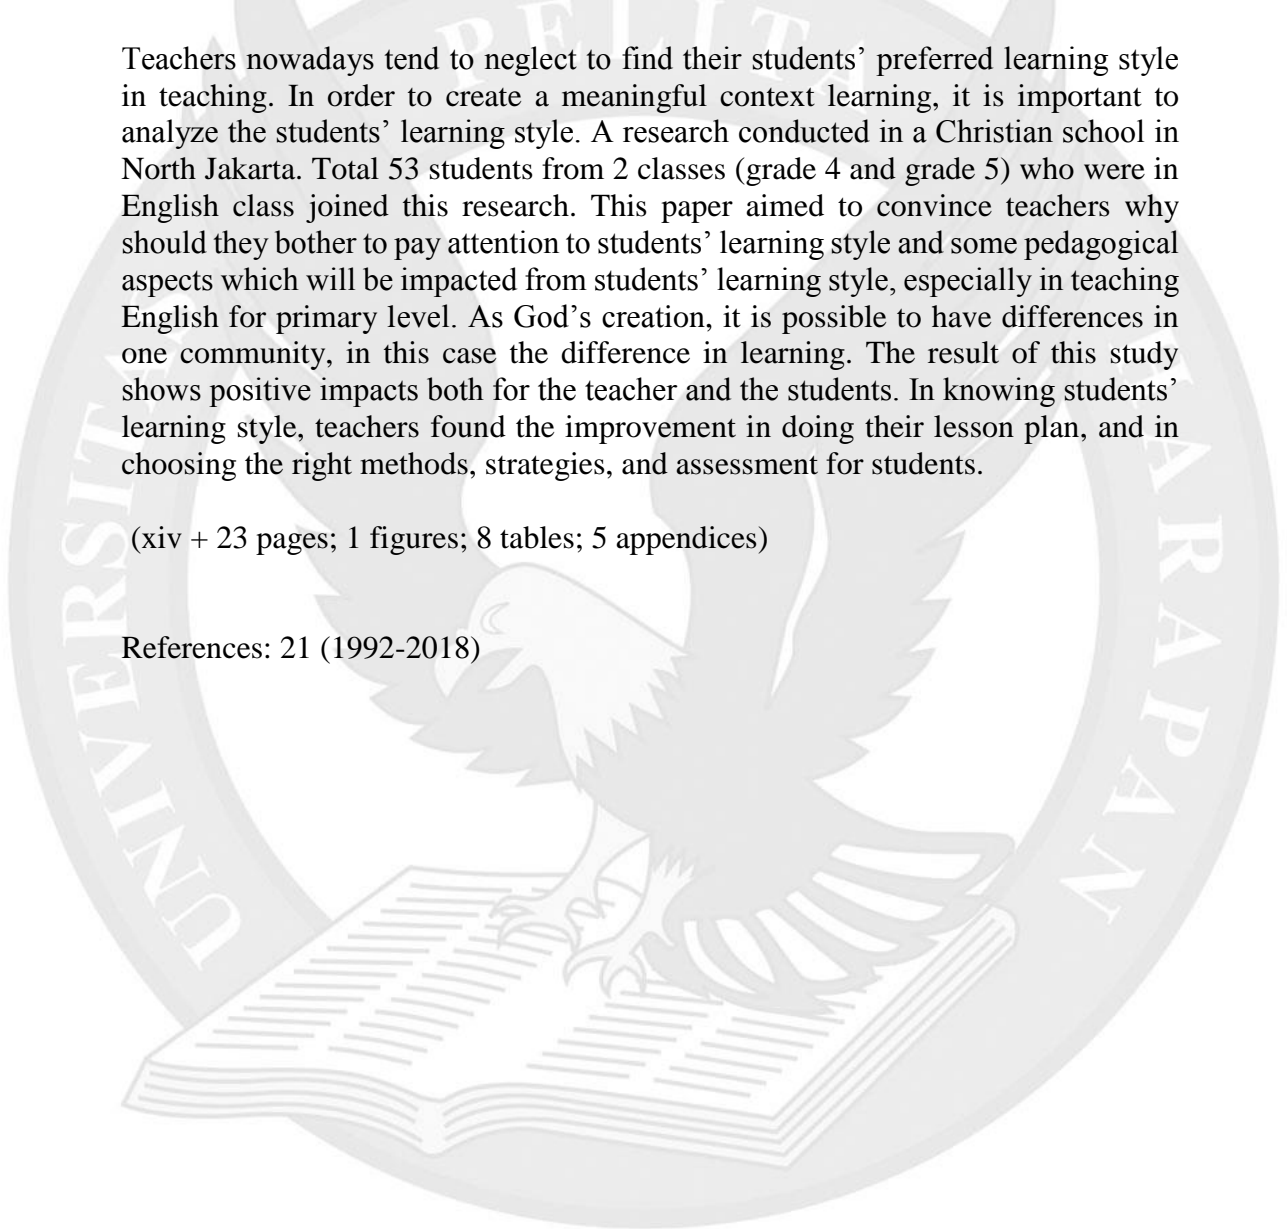 PELITA
UNIVERSITAS
HARAPAN
Teachers nowadays tend to neglect to find their students’ preferred learning style
in teaching. In order to create a meaningful context learning, it is important to
analyze the students’ learning style. A research conducted in a Christian school in
North Jakarta. Total 53 students from 2 classes (grade 4 and grade 5) who were in
English class joined this research. This paper aimed to convince teachers why
should they bother to pay attention to students’ learning style and some pedagogical
aspects which will be impacted from students’ learning style, especially in teaching
English for primary level. As God’s creation, it is possible to have differences in
one community, in this case the difference in learning. The result of this study
shows positive impacts both for the teacher and the students. In knowing students’
learning style, teachers found the improvement in doing their lesson plan, and in
choosing the right methods, strategies, and assessment for students.
(xiv + 23 pages; 1 figures; 8 tables; 5 appendices)
References: 21 (1992-2018)